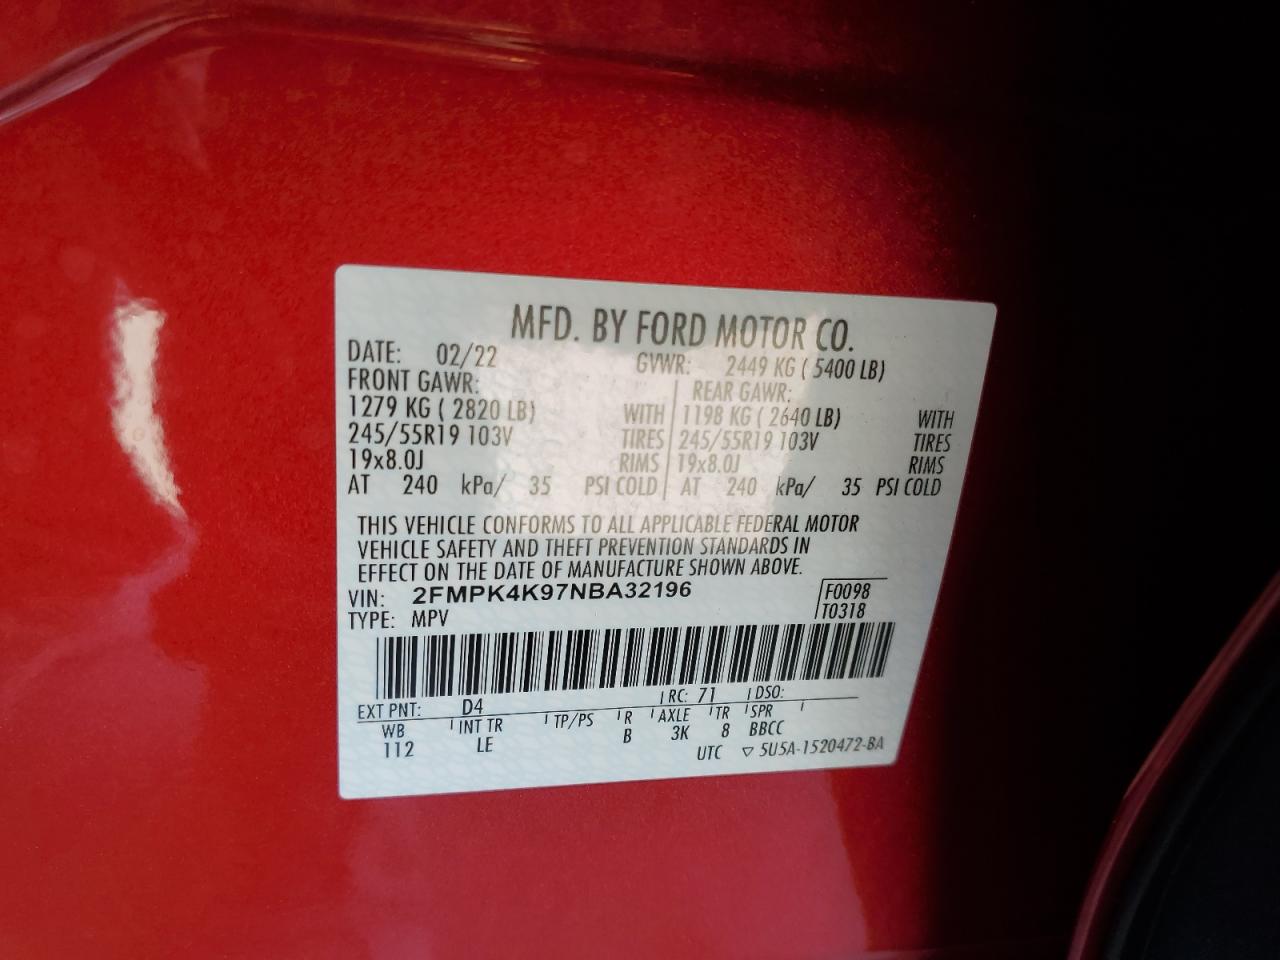 MFD. BY FORD MOTOR CO.
DATE: 02/22 GVWR: 2449 KG ( 5400 LB)
FRONT GAWR: REAR GAWR:
1279 KG ( 2820 LB) WITH 1198 KG ( 2640 LB) WITH
245/55R19 103V TIRES 245/55R19 103V TIRES
19x8.0J RIMS 19x8.0J RIMS
AT 240 kPa/ 35 PSI COLD AT 240 kPa/ 35 PSI COLD
THIS VEHICLE CONFORMS TO ALL APPLICABLE FEDERAL MOTOR
VEHICLE SAFETY AND THEFT PREVENTION STANDARDS IN
EFFECT ON THE DATE OF MANUFACTURE SHOWN ABOVE.
VIN: 2FMPK4K97NBA32196 F0098
TYPE: MPV T0318
EXT PNT: D4 RC: 71 DSO:
WB INT TR TP/PS R AXLE TR SPR
112 LE B 3K 8 BBCC
UTC ▽ 5U5A-1520472-BA